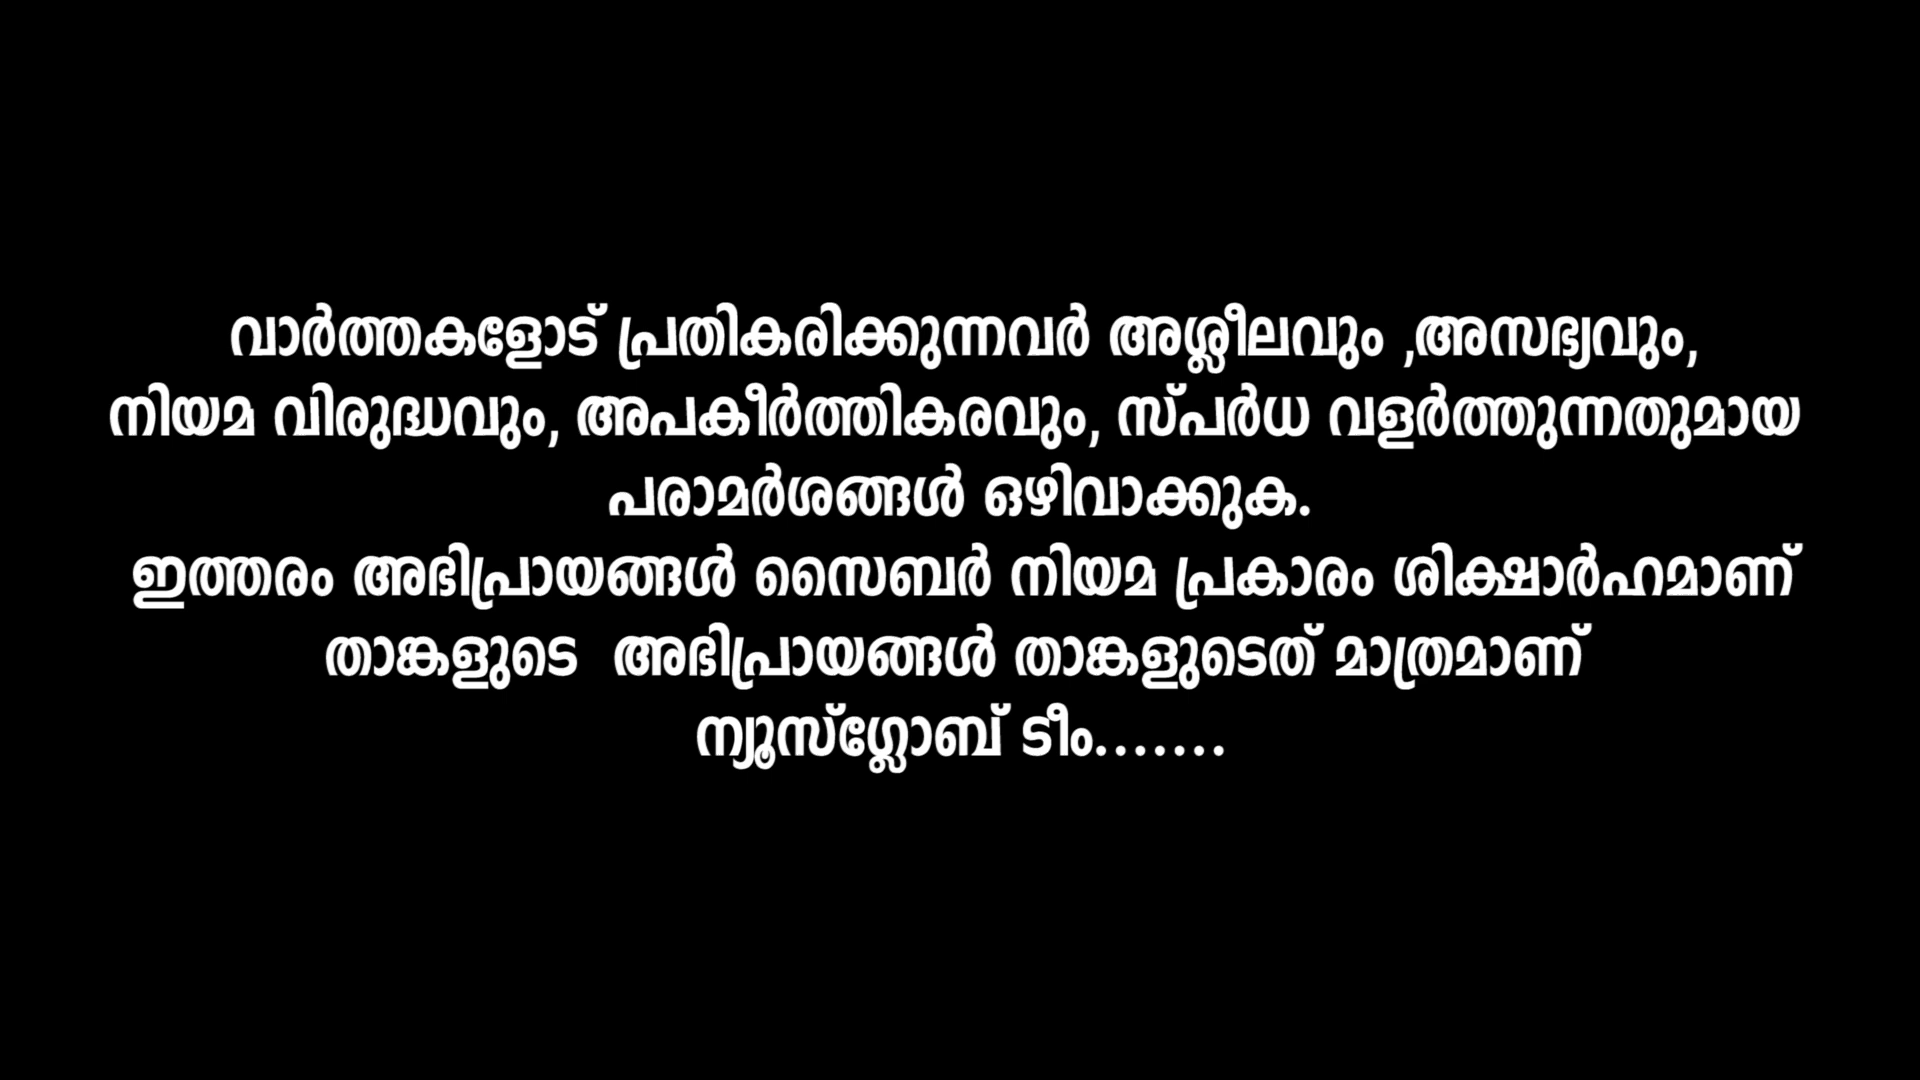 വാർത്തകളോട് പ്രതികരിക്കുന്നവർ അശ്ലീലവും ,അസഭ്യവും,
നിയമ വിരുദ്ധവും, അപകീർത്തികരവും, സ്പർധ വളർത്തുന്നതുമായ
പരാമർശങ്ങൾ ഒഴിവാക്കുക.
ഇത്തരം അഭിപ്രായങ്ങൾ സൈബർ നിയമ പ്രകാരം ശിക്ഷാർഹമാണ്
താങ്കളുടെ  അഭിപ്രായങ്ങൾ താങ്കളുടെത് മാത്രമാണ്
ന്യൂസ്ഗ്ലോബ് ടീം.......